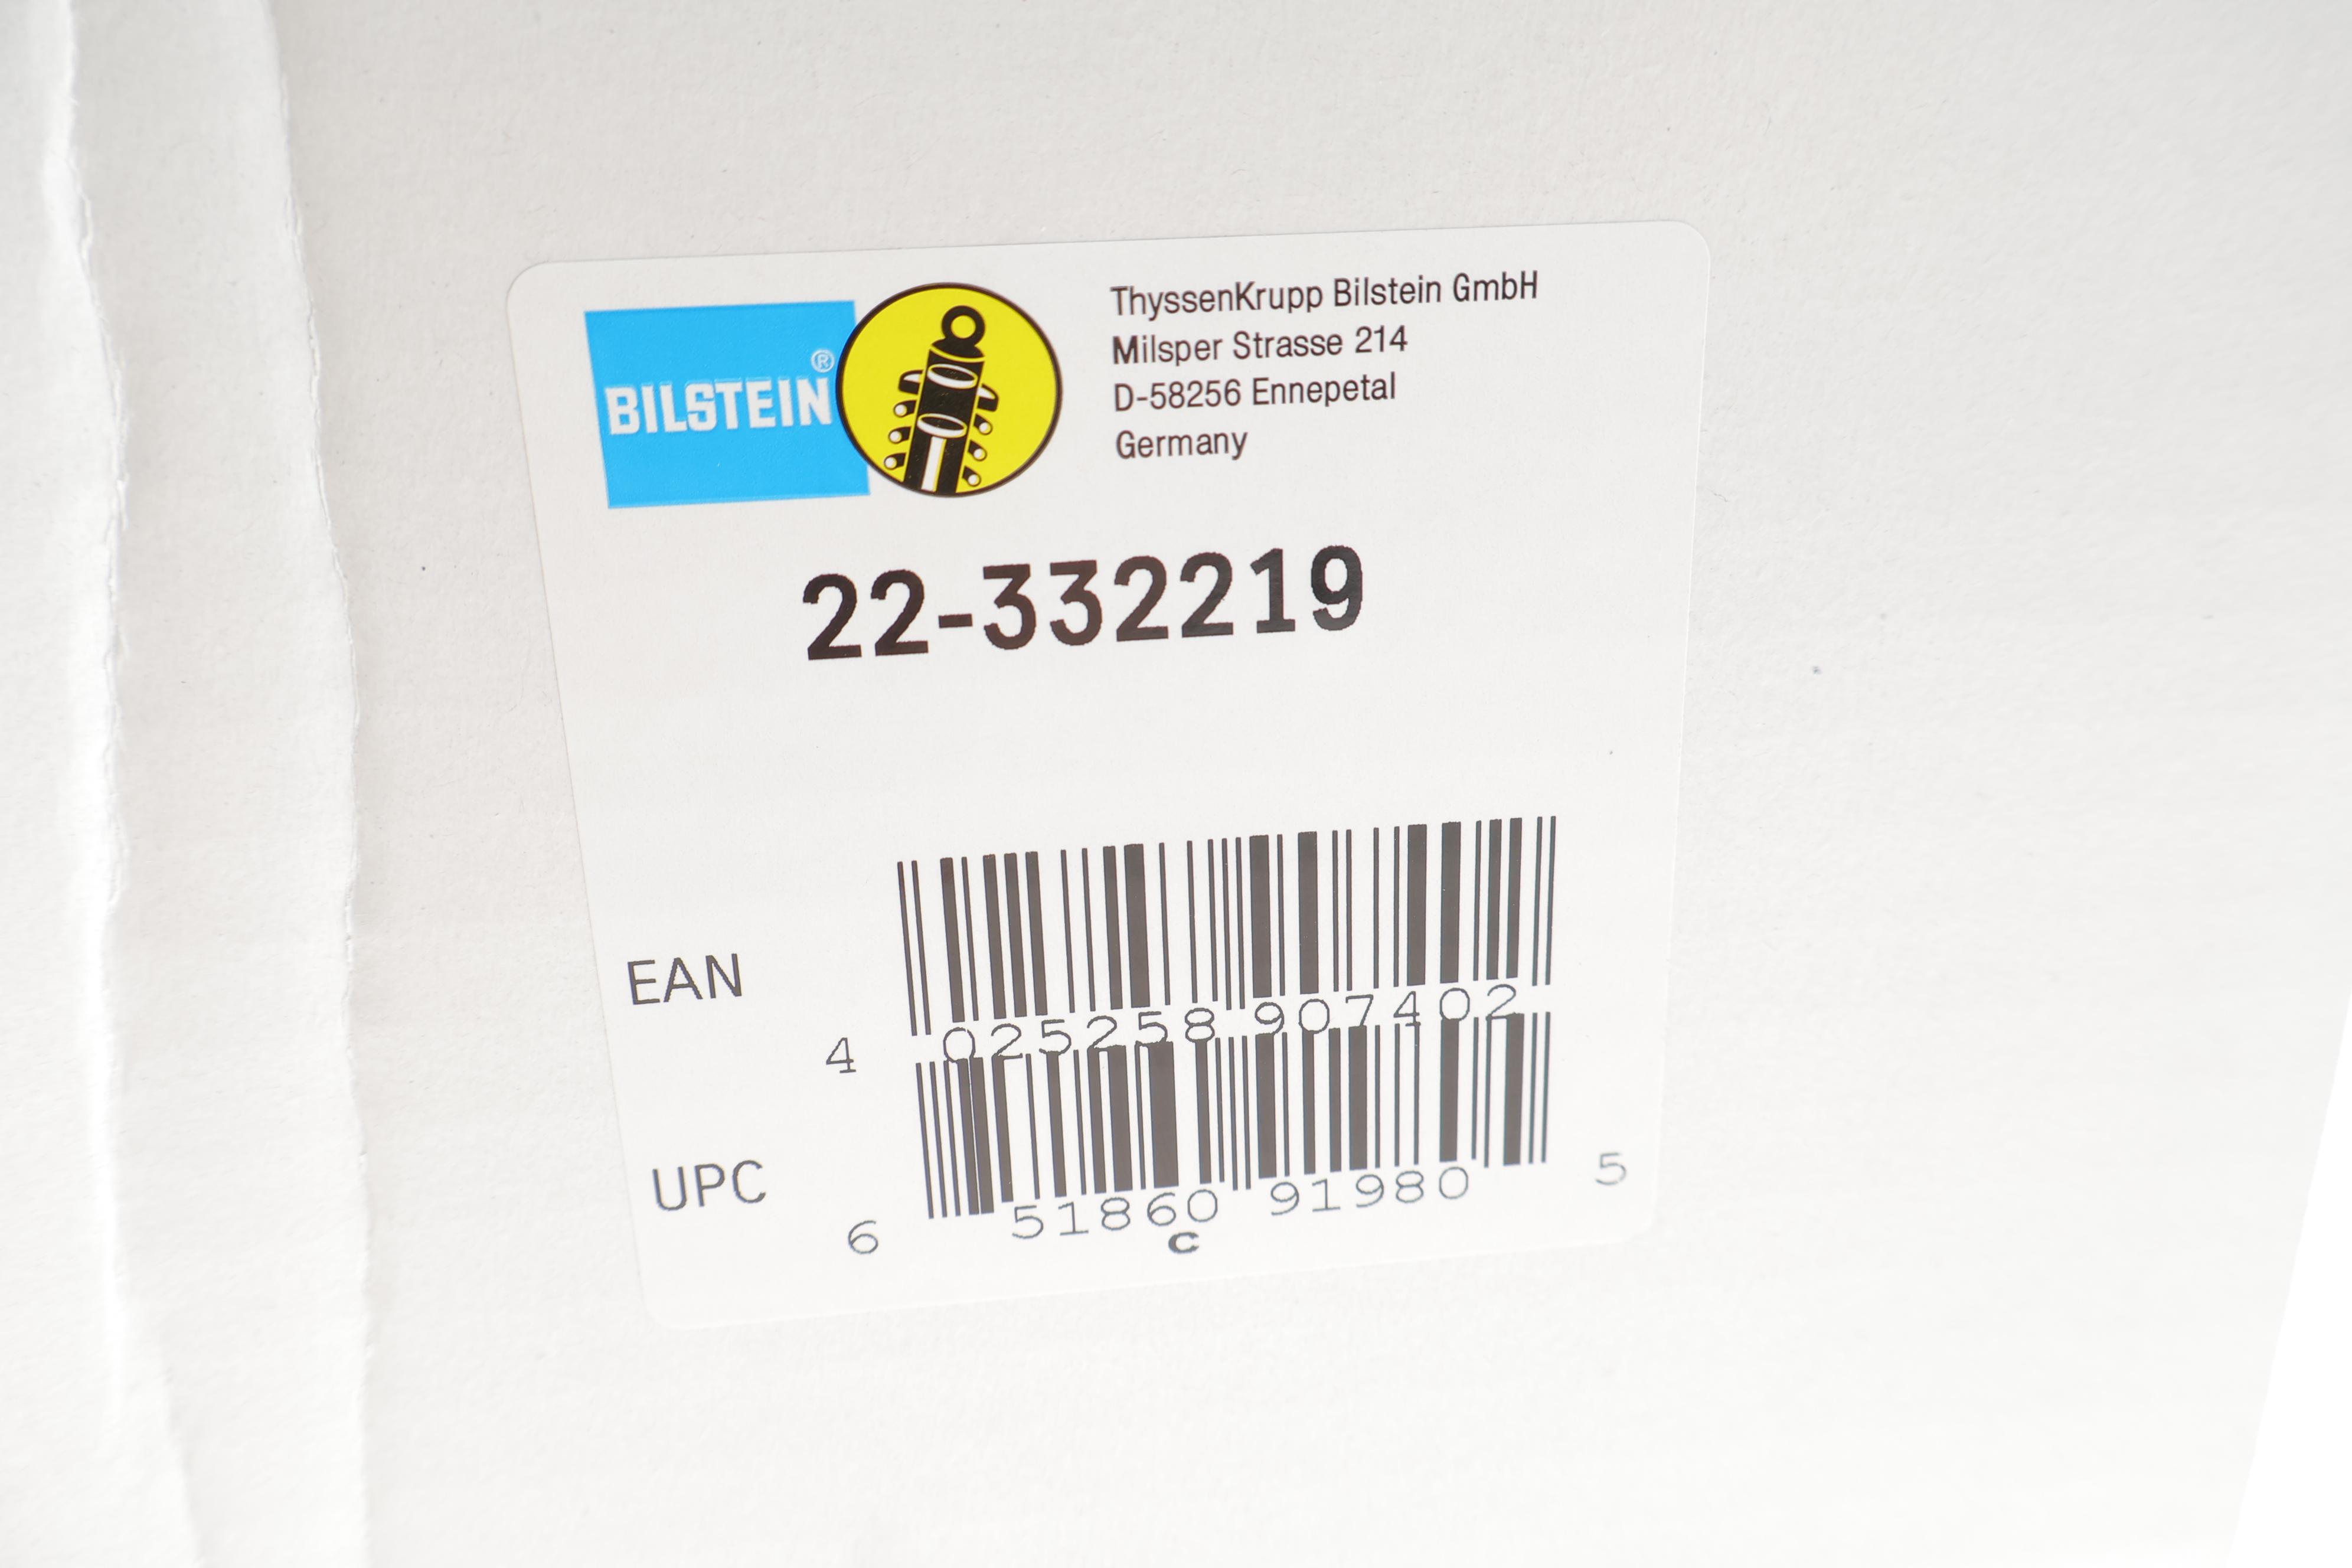 BILSTEIN®
ThyssenKrupp Bilstein GmbH
Milsper Strasse 214
D-58256 Ennepetal
Germany
22-332219
EAN
4 025258 907402
UPC
6 51860 91980 5
C